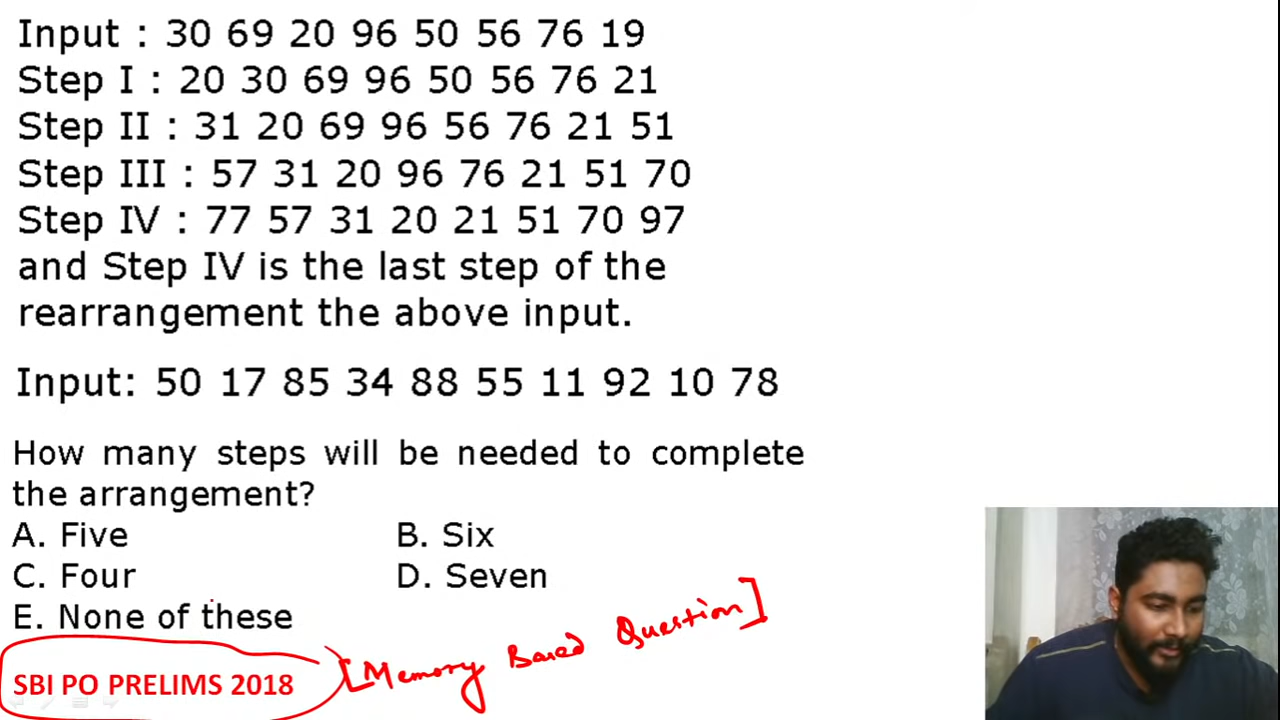 Input : 30 69 20 96 50 56 76 19
Step I : 20 30 69 96 50 56 76 21
Step II : 31 20 69 96 56 76 21 51
Step III : 57 31 20 96 76 21 51 70
Step IV : 77 57 31 20 21 51 70 97
and Step IV is the last step of the
rearrangement the above input.
Input: 50 17 85 34 88 55 11 92 10 78
How many steps will be needed to complete
the arrangement?
A. Five B. Six
C. Four D. Seven
E. None of these
SBI PO PRELIMS 2018 [Memory Based Question]